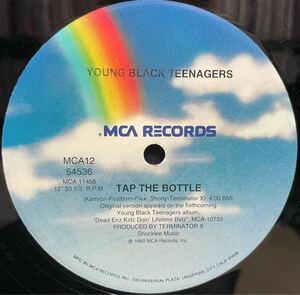 YOUNG BLACK TEENAGERS
MCA RECORDS
MCA12
54536
MCA 11458
12" 33 1/3 R.P.M.
TAP THE BOTTLE
(Kamron-Firstborn-Flex- Shorty-Terminator X) 4:00 BMI
Original version appears on the forthcoming
Young Black Teenagers album,
"Dead Enz Kidz Doin' Lifetime Bidz", MCA-10733
PRODUCED BY TERMINATOR X
Shocklee Music
℗ 1992 MCA Records, Inc.
MFD. BY MCA RECORDS, INC., 100 UNIVERSAL PLAZA, UNIVERSAL CITY, CALIF.